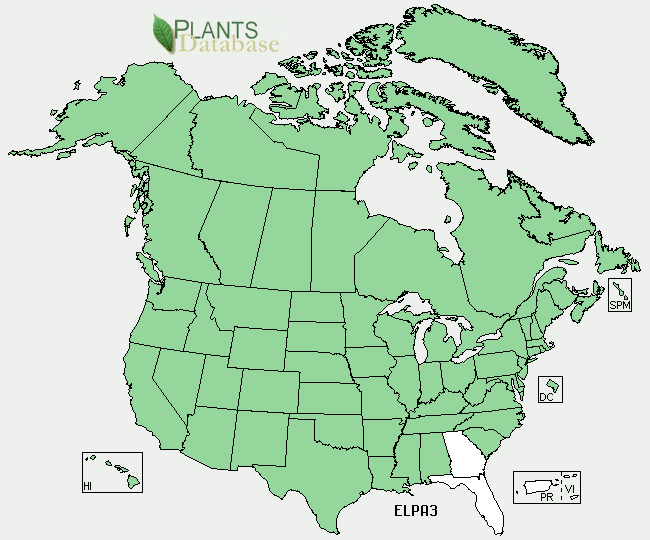 PLANTS
Database
SPM
DC
HI
PR
VI
ELPA3